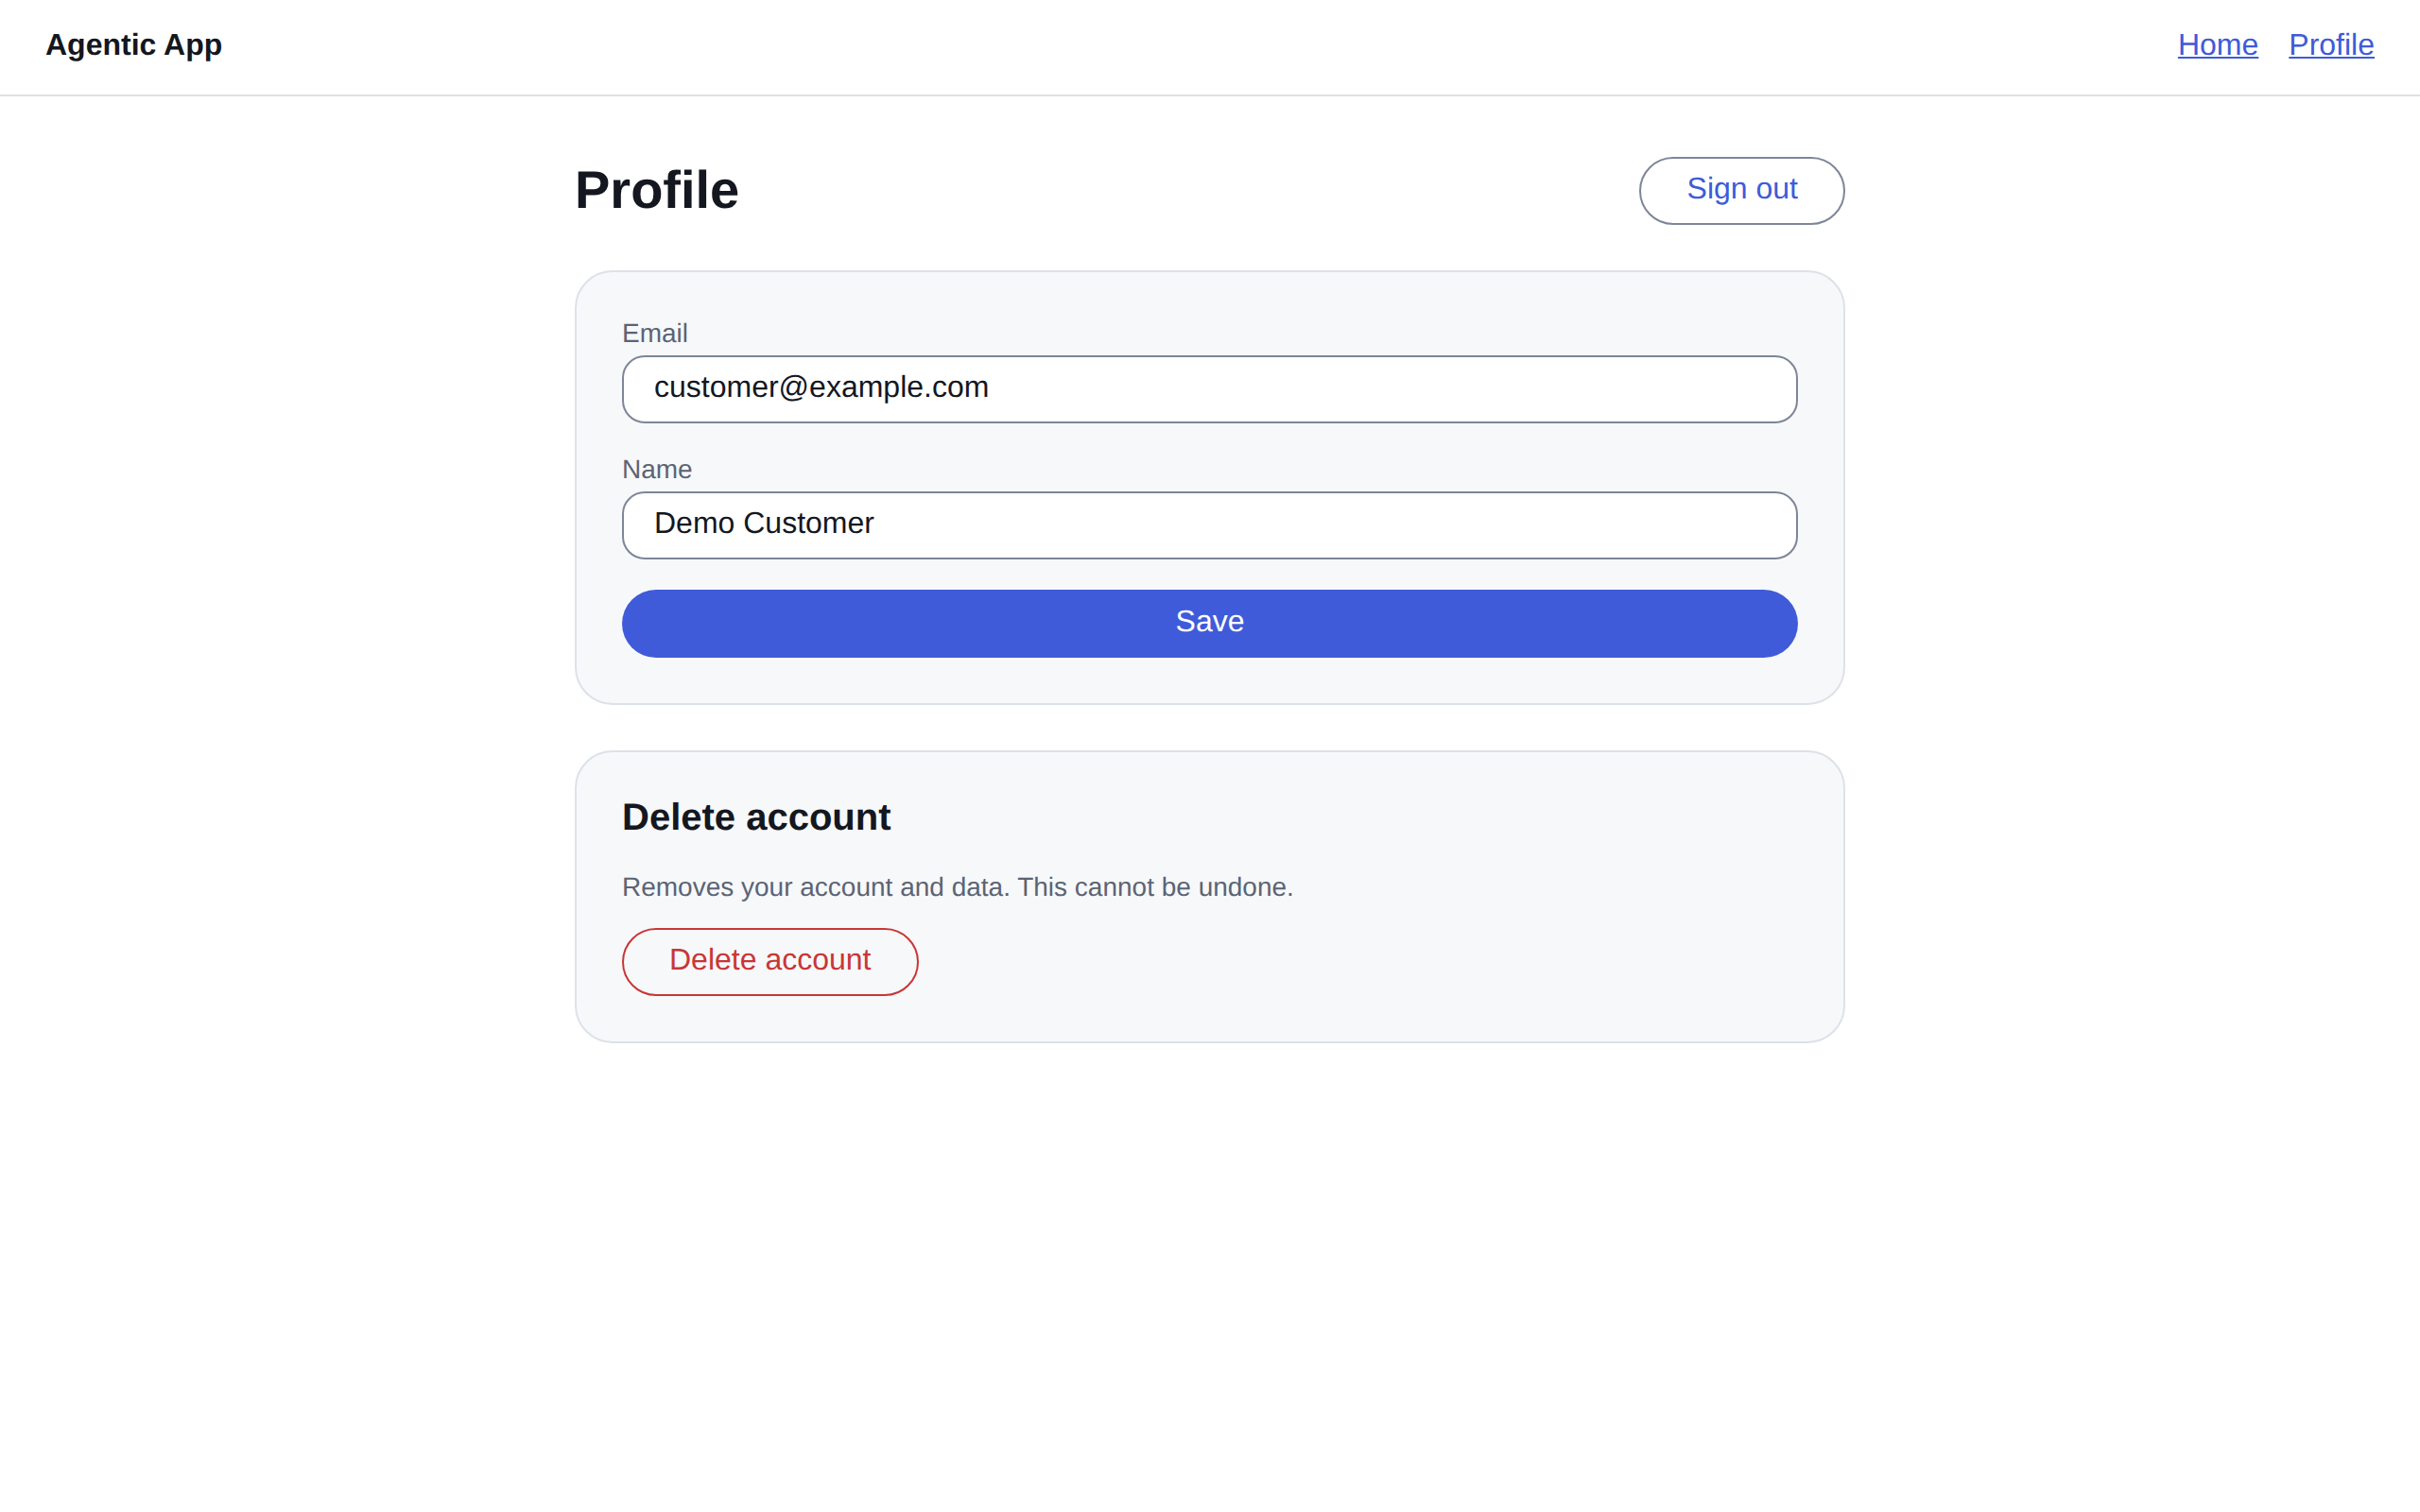 Agentic App
Home Profile
Profile
Sign out
Email
customer@example.com
Name
Demo Customer
Save
Delete account
Removes your account and data. This cannot be undone.
Delete account